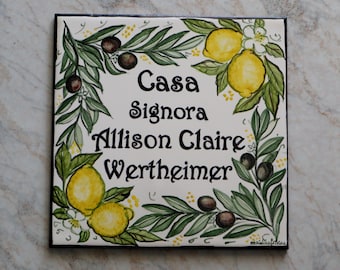 Casa
Signora
Allison Claire
Wertheimer